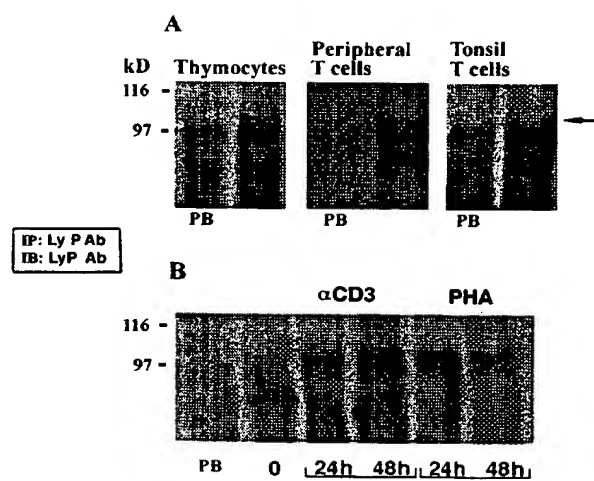 A
kD
Thymocytes
Peripheral
T cells
Tonsil
T cells
116 -
97 -
PB
PB
PB
IP: Ly P Ab
IB: LyP Ab
B
αCD3
PHA
116 -
97 -
PB
0
24h
48h
24h
48h